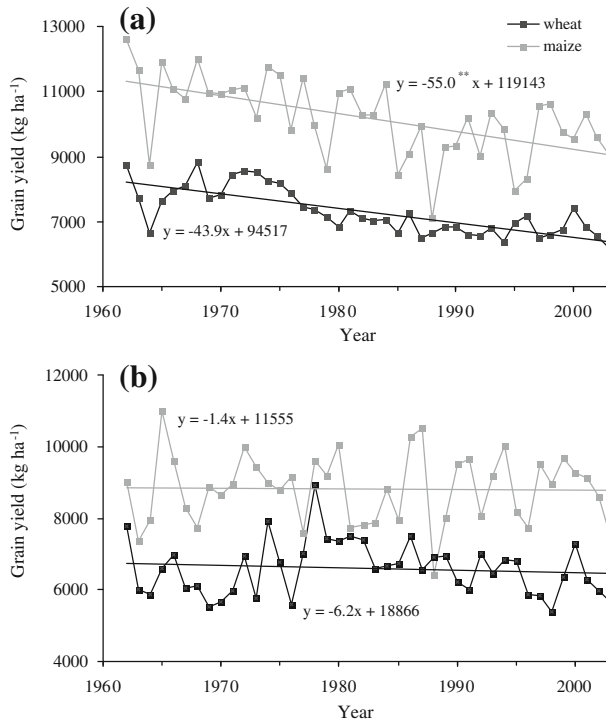 (a)
wheat
maize
13000
11000
9000
7000
5000
Grain yield (kg ha⁻¹)
y = -55.0 ** x + 119143
y = -43.9x + 94517
1960
1970
1980
1990
2000
Year
(b)
12000
10000
8000
6000
4000
Grain yield (kg ha⁻¹)
y = -1.4x + 11555
y = -6.2x + 18866
1960
1970
1980
1990
2000
Year